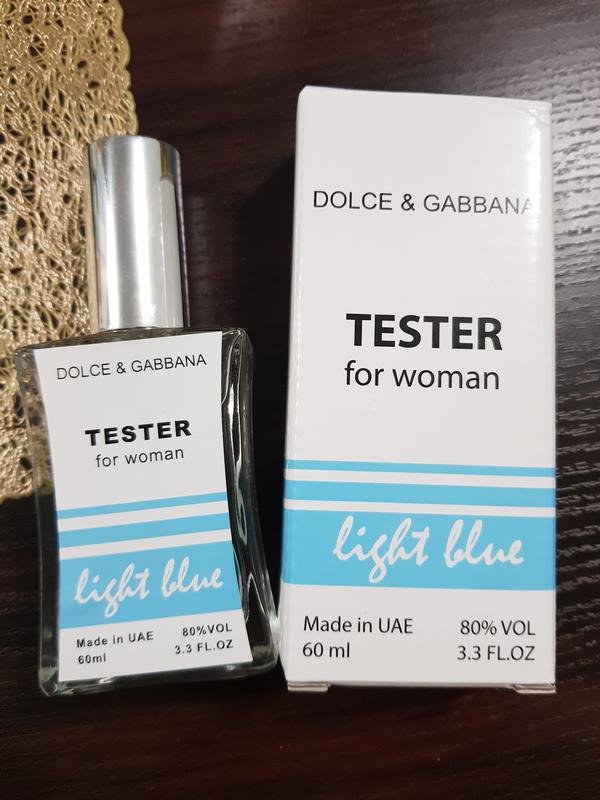 DOLCE & GABBANA
TESTER
for woman
light blue
Made in UAE 80%VOL
60ml 3.3 FL.OZ
DOLCE & GABBANA
TESTER
for woman
light blue
Made in UAE 80% VOL
60 ml 3.3 FL.OZ